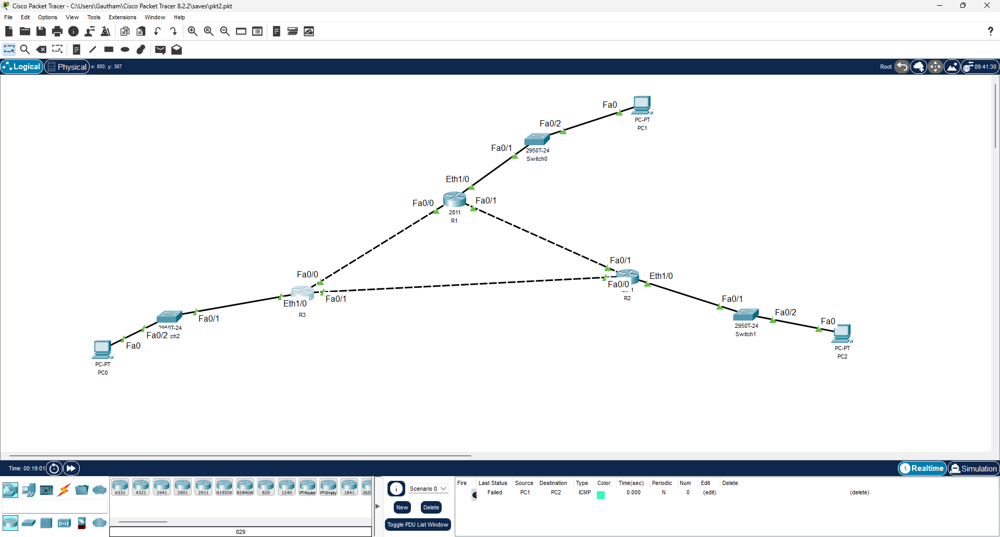 Cisco Packet Tracer - C:\Users\Gautham\Cisco Packet Tracer 8.2.2\saves\pkt2.pkt
File Edit Options View Tools Extensions Window Help
?
Logical Physical x: 850, y: 387 Root 09:41:30
Fa0
PC-PT
PC1
Fa0/2
Fa0/1
2950T-24
Switch0
Eth1/0
Fa0/0
Fa0/1
2811
R1
Fa0/1
Eth1/0
Fa0/0
R2
Fa0/0
Fa0/1
Eth1/0
R3
Fa0/1
Fa0/2
Fa0/1
2950T-24
Switch1
Fa0
PC-PT
PC2
2950T-24
Fa0/2 :ch2
Fa0
PC-PT
PC0
Time: 00:19:01 Realtime Simulation
4331 4321 1941 2901 2911 819IOX 819HGW 829 1240 PT-Router PT-Empty 1841 2620
829
Scenario 0
New Delete
Toggle PDU List Window
Fire Last Status Source Destination Type Color Time(sec) Periodic Num Edit Delete
Failed PC1 PC2 ICMP 0.000 N 0 (edit) (delete)